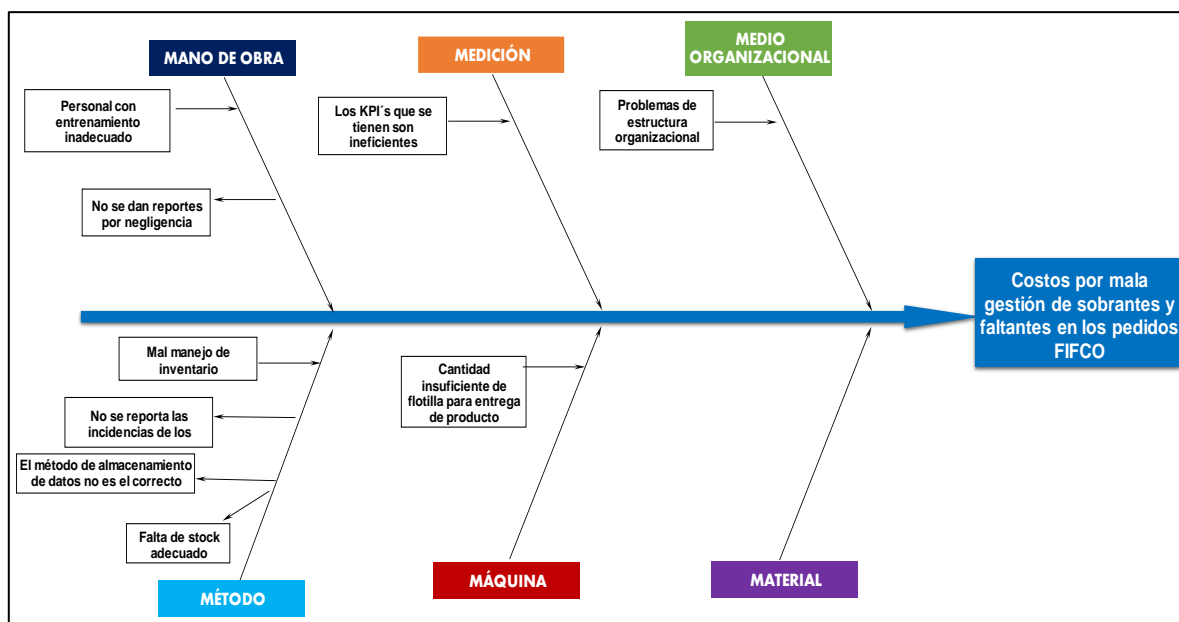 MANO DE OBRA
MEDICIÓN
MEDIO
ORGANIZACIONAL
Personal con
entrenamiento
inadecuado
Los KPI´s que se
tienen son
ineficientes
Problemas de
estructura
organizacional
No se dan reportes
por negligencia
Costos por mala
gestión de sobrantes y
faltantes en los pedidos
FIFCO
Mal manejo de
inventario
Cantidad
insuficiente de
flotilla para entrega
de producto
No se reporta las
incidencias de los
El método de almacenamiento
de datos no es el correcto
Falta de stock
adecuado
MÉTODO
MÁQUINA
MATERIAL